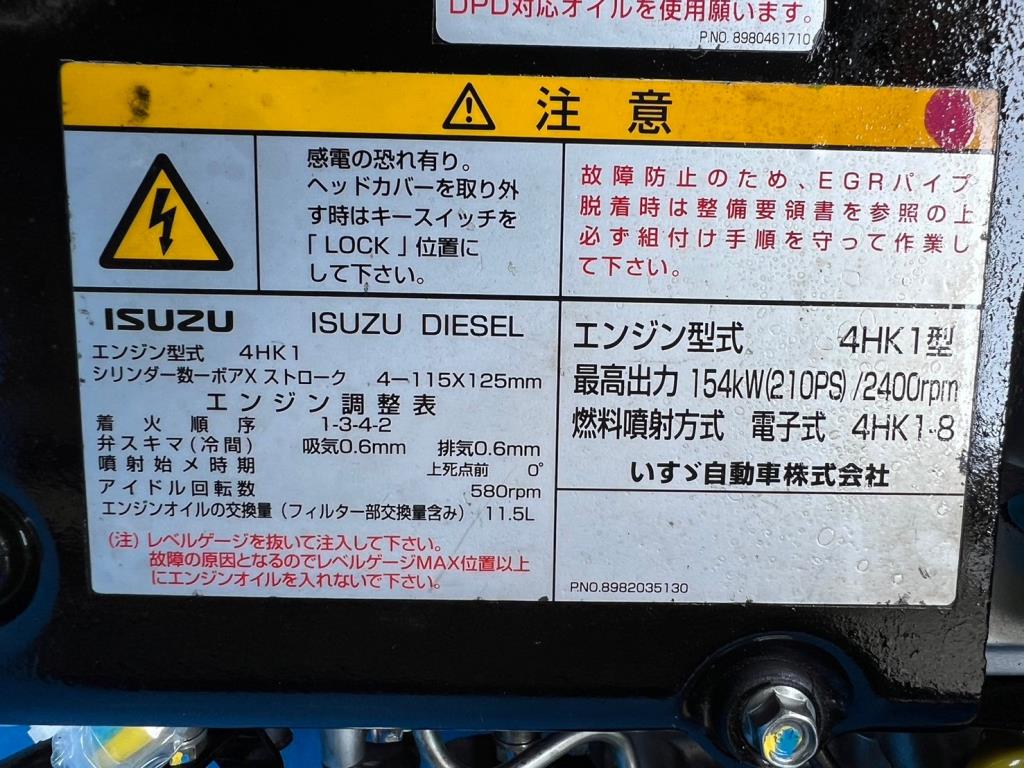 DPD対応オイルを使用願います。
P.NO. 8980461710
注意
感電の恐れ有り。
ヘッドカバーを取り外
す時はキースイッチを
「LOCK」位置に
して下さい。
故障防止のため、EGRパイプ
脱着時は整備要領書を参照の上
必ず組付け手順を守って作業し
て下さい。
ISUZU ISUZU DIESEL
エンジン型式 4HK1
シリンダー数ーボアX ストローク 4ー115X125mm
エンジン調整表
着火順序 1-3-4-2
弁スキマ(冷間) 吸気0.6mm 排気0.6mm
噴射始メ時期 上死点前 0°
アイドル回転数 580rpm
エンジンオイルの交換量(フィルター部交換量含み) 11.5L
(注)レベルゲージを抜いて注入して下さい。
故障の原因となるのでレベルゲージMAX位置以上
にエンジンオイルを入れないで下さい。
エンジン型式 4HK1型
最高出力 154kW(210PS)/2400rpm
燃料噴射方式 電子式 4HK1-8
いすゞ自動車株式会社
P.NO.8982035130